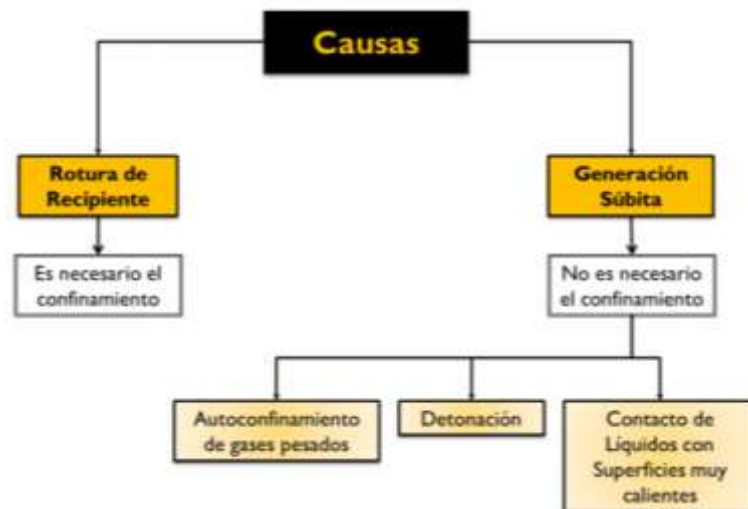 Causas
Rotura de
Recipiente
Generación
Súbita
Es necesario el
confinamiento
No es necesario
el confinamiento
Autoconfinamiento
de gases pesados
Detonación
Contacto de
Líquidos con
Superficies muy
calientes